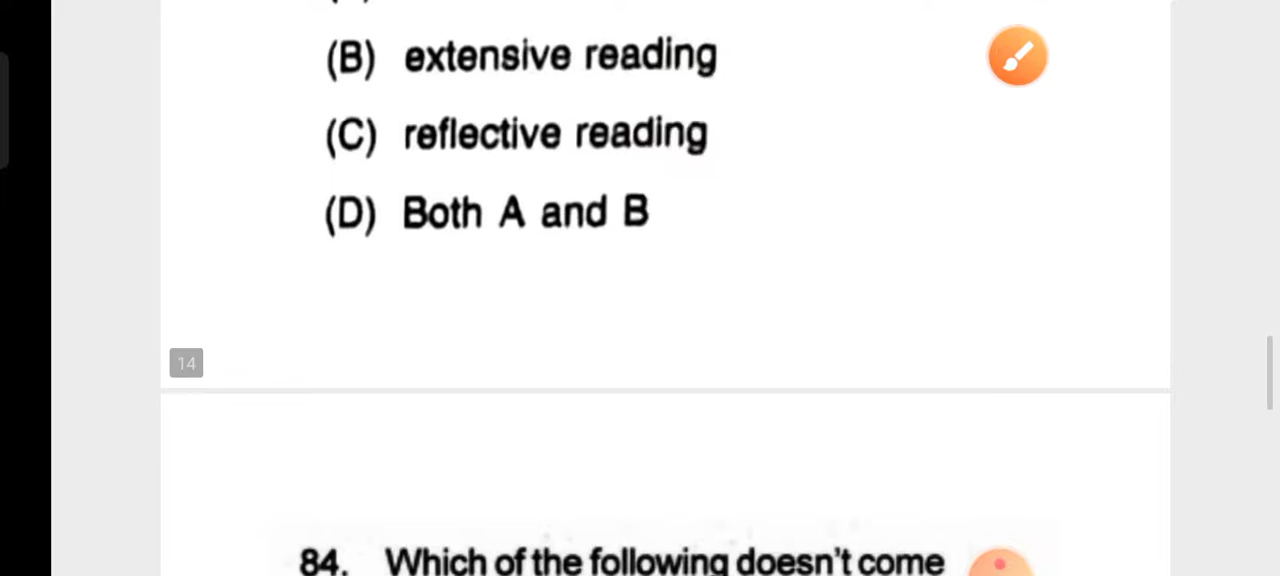 (B) extensive reading
(C) reflective reading
(D) Both A and B
14
84. Which of the following doesn't come